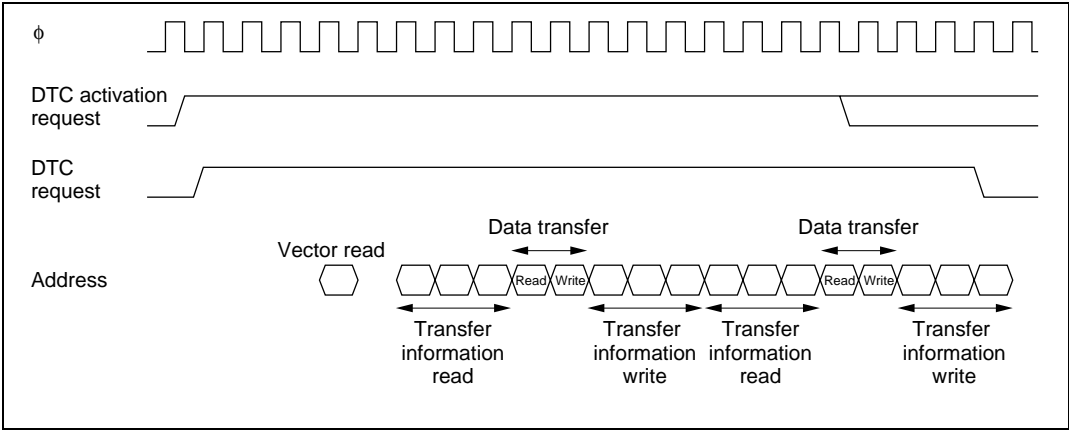 ϕ
DTC activation
request
DTC
request
Data transfer
Data transfer
Vector read
Address
Read
Write
Read
Write
Transfer
information
read
Transfer
information
write
Transfer
information
read
Transfer
information
write